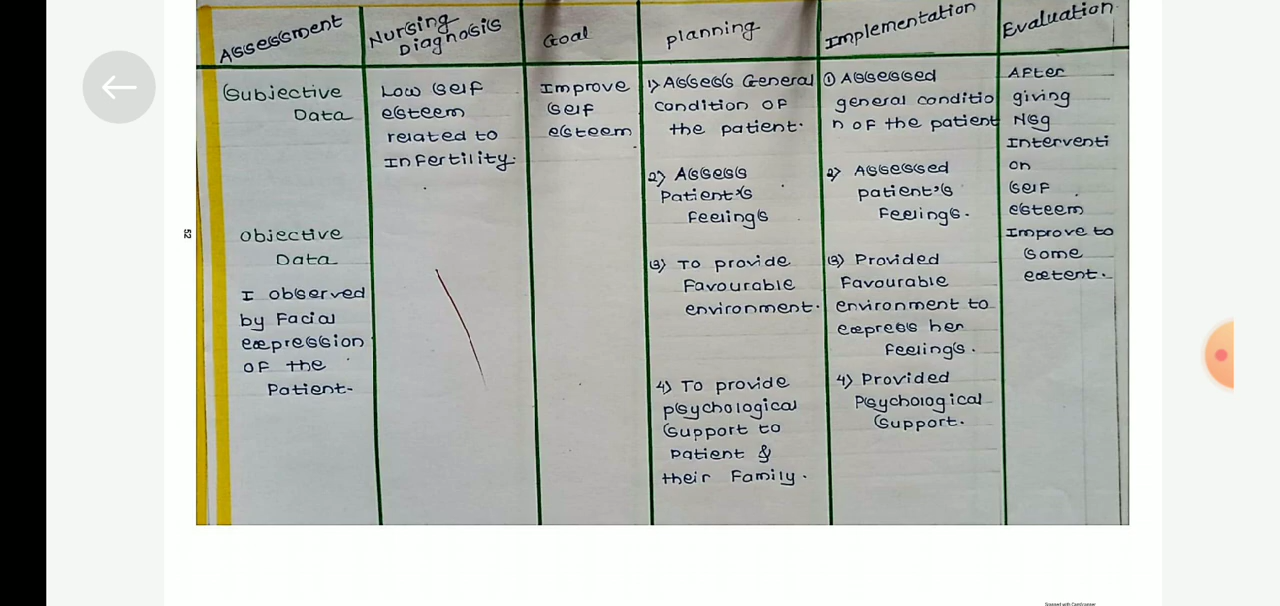 Assessment
Nursing
Diagnosis
Goal
planning
Implementation
Evaluation
Subjective
Data
Objective
Data
I observed
by Facial
expression
of the
Patient-
Low self
esteem
related to
Infertility.
Improve
self
esteem
1) Assess General
condition of
the patient.
2) Assess
Patient's
Feelings
(3) To provide
Favourable
environment.
4) To provide
psychological
support to
patient &
their Family.
① Assessed
general conditio
n of the patient
2) Assessed
patient's
Feelings.
(3) Provided
Favourable
environment to
express her
Feelings.
4) Provided
Psychological
support.
After
giving
Nsg
Interventi
on
self
esteem
Improve to
some
extent.
52
Scanned with CamScanner